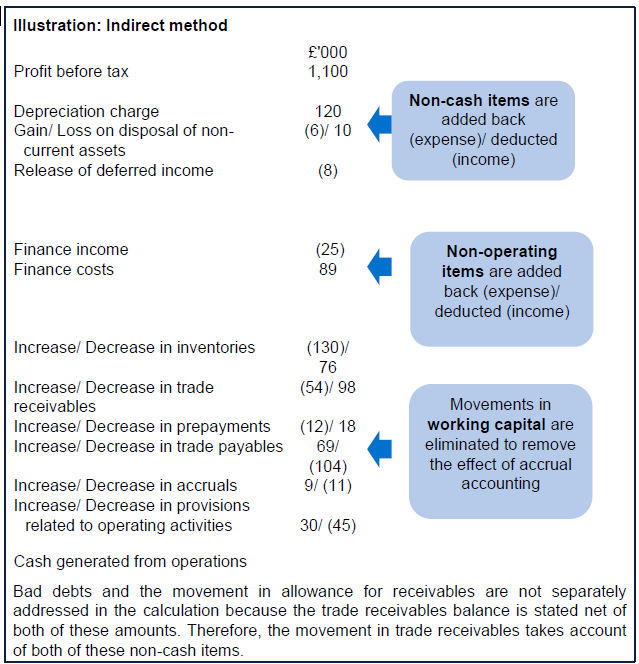 Illustration: Indirect method
£'000
Profit before tax 1,100
Depreciation charge 120
Gain/ Loss on disposal of non- (6)/ 10
current assets
Release of deferred income (8)
Non-cash items are
added back
(expense)/ deducted
(income)
Finance income (25)
Finance costs 89
Non-operating
items are added
back (expense)/
deducted (income)
Increase/ Decrease in inventories (130)/
76
Increase/ Decrease in trade (54)/ 98
receivables
Increase/ Decrease in prepayments (12)/ 18
Increase/ Decrease in trade payables 69/
(104)
Increase/ Decrease in accruals 9/ (11)
Increase/ Decrease in provisions
related to operating activities 30/ (45)
Movements in
working capital are
eliminated to remove
the effect of accrual
accounting
Cash generated from operations
Bad debts and the movement in allowance for receivables are not separately
addressed in the calculation because the trade receivables balance is stated net of
both of these amounts. Therefore, the movement in trade receivables takes account
of both of these non-cash items.